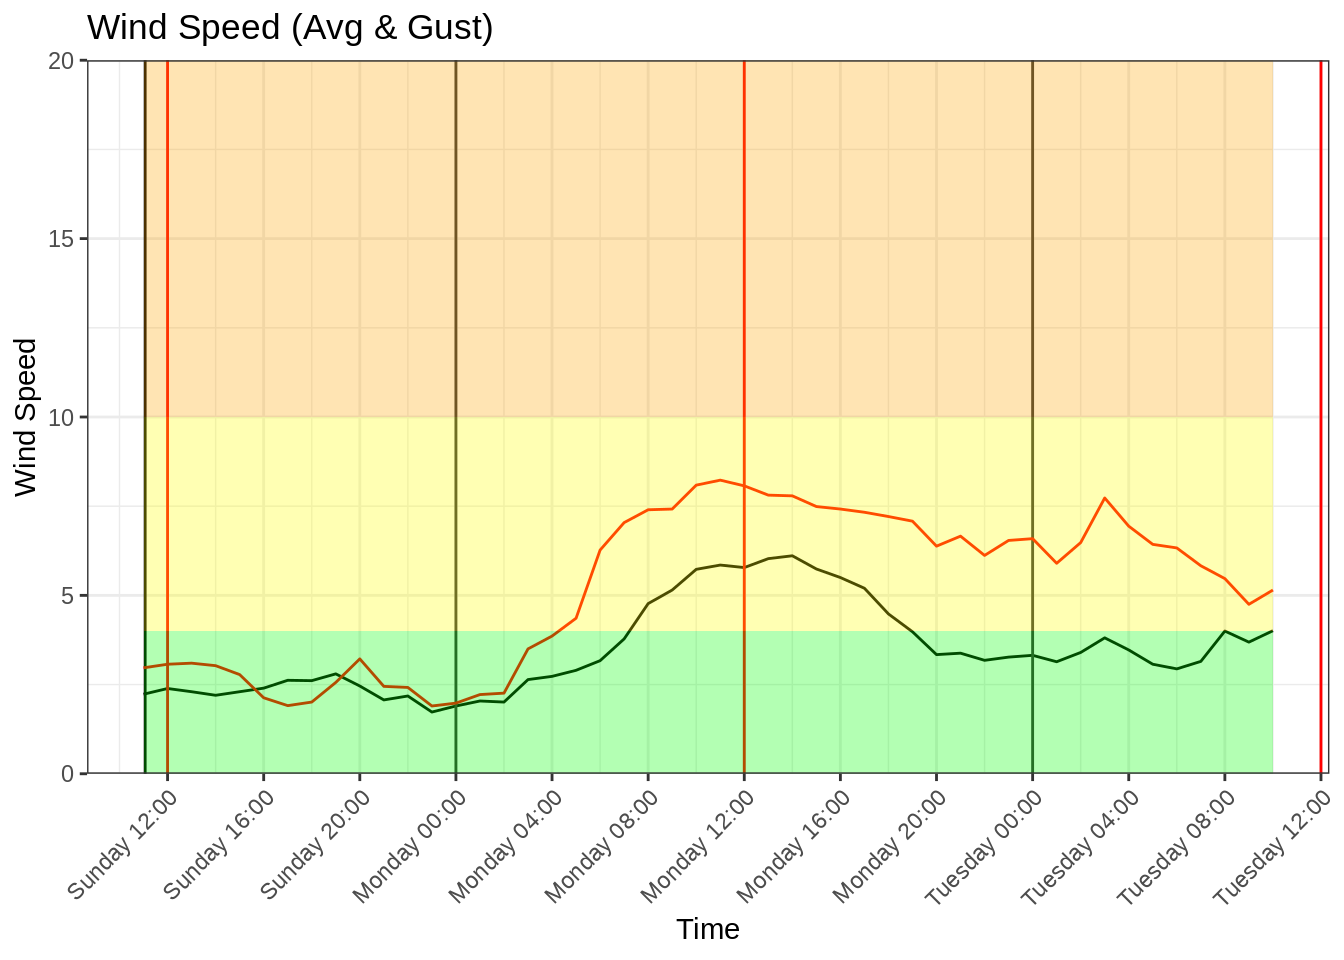 Wind Speed (Avg & Gust)
20
15
10
5
0
Wind Speed
Sunday 12:00
Sunday 16:00
Sunday 20:00
Monday 00:00
Monday 04:00
Monday 08:00
Monday 12:00
Monday 16:00
Monday 20:00
Tuesday 00:00
Tuesday 04:00
Tuesday 08:00
Tuesday 12:00
Time